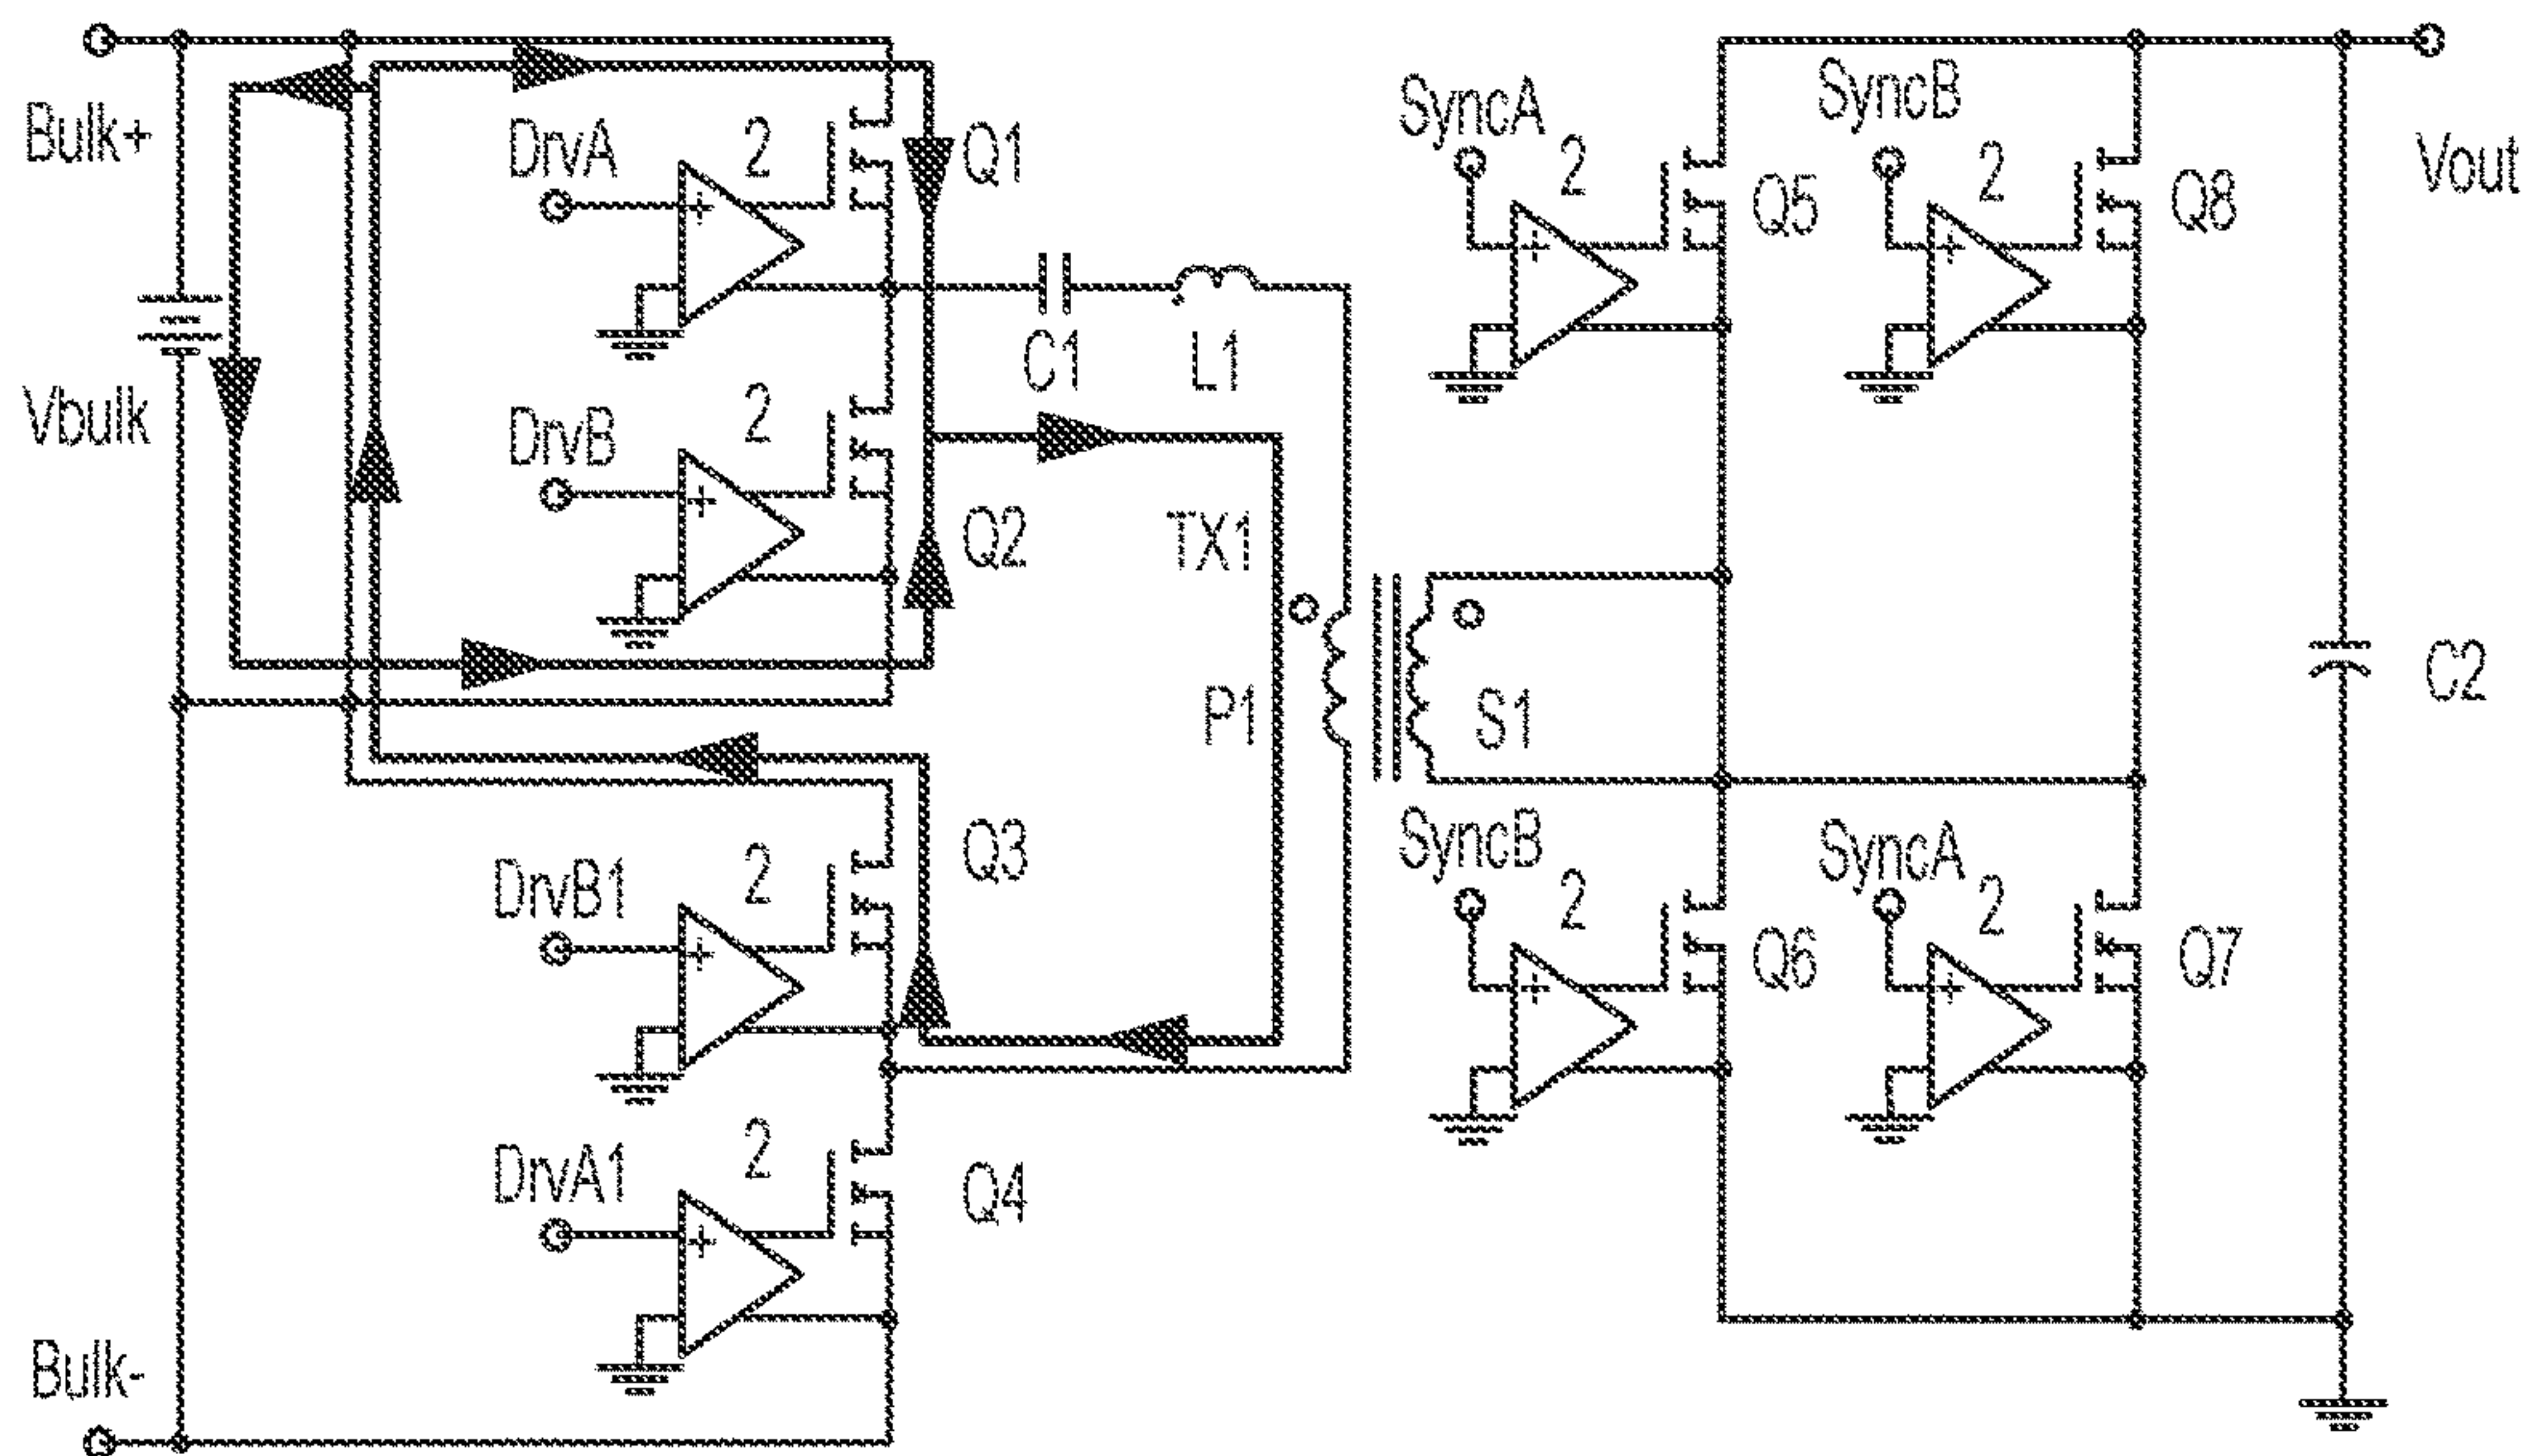 Bulk+
Vbulk
Bulk-
DrvA
2
Q1
DrvB
2
Q2
C1
L1
TX1
P1
S1
DrvB1
2
Q3
DrvA1
2
Q4
SyncA
2
Q5
SyncB
2
Q8
Vout
C2
SyncB
2
Q6
SyncA
2
Q7
+
+
+
+
+
+
+
+